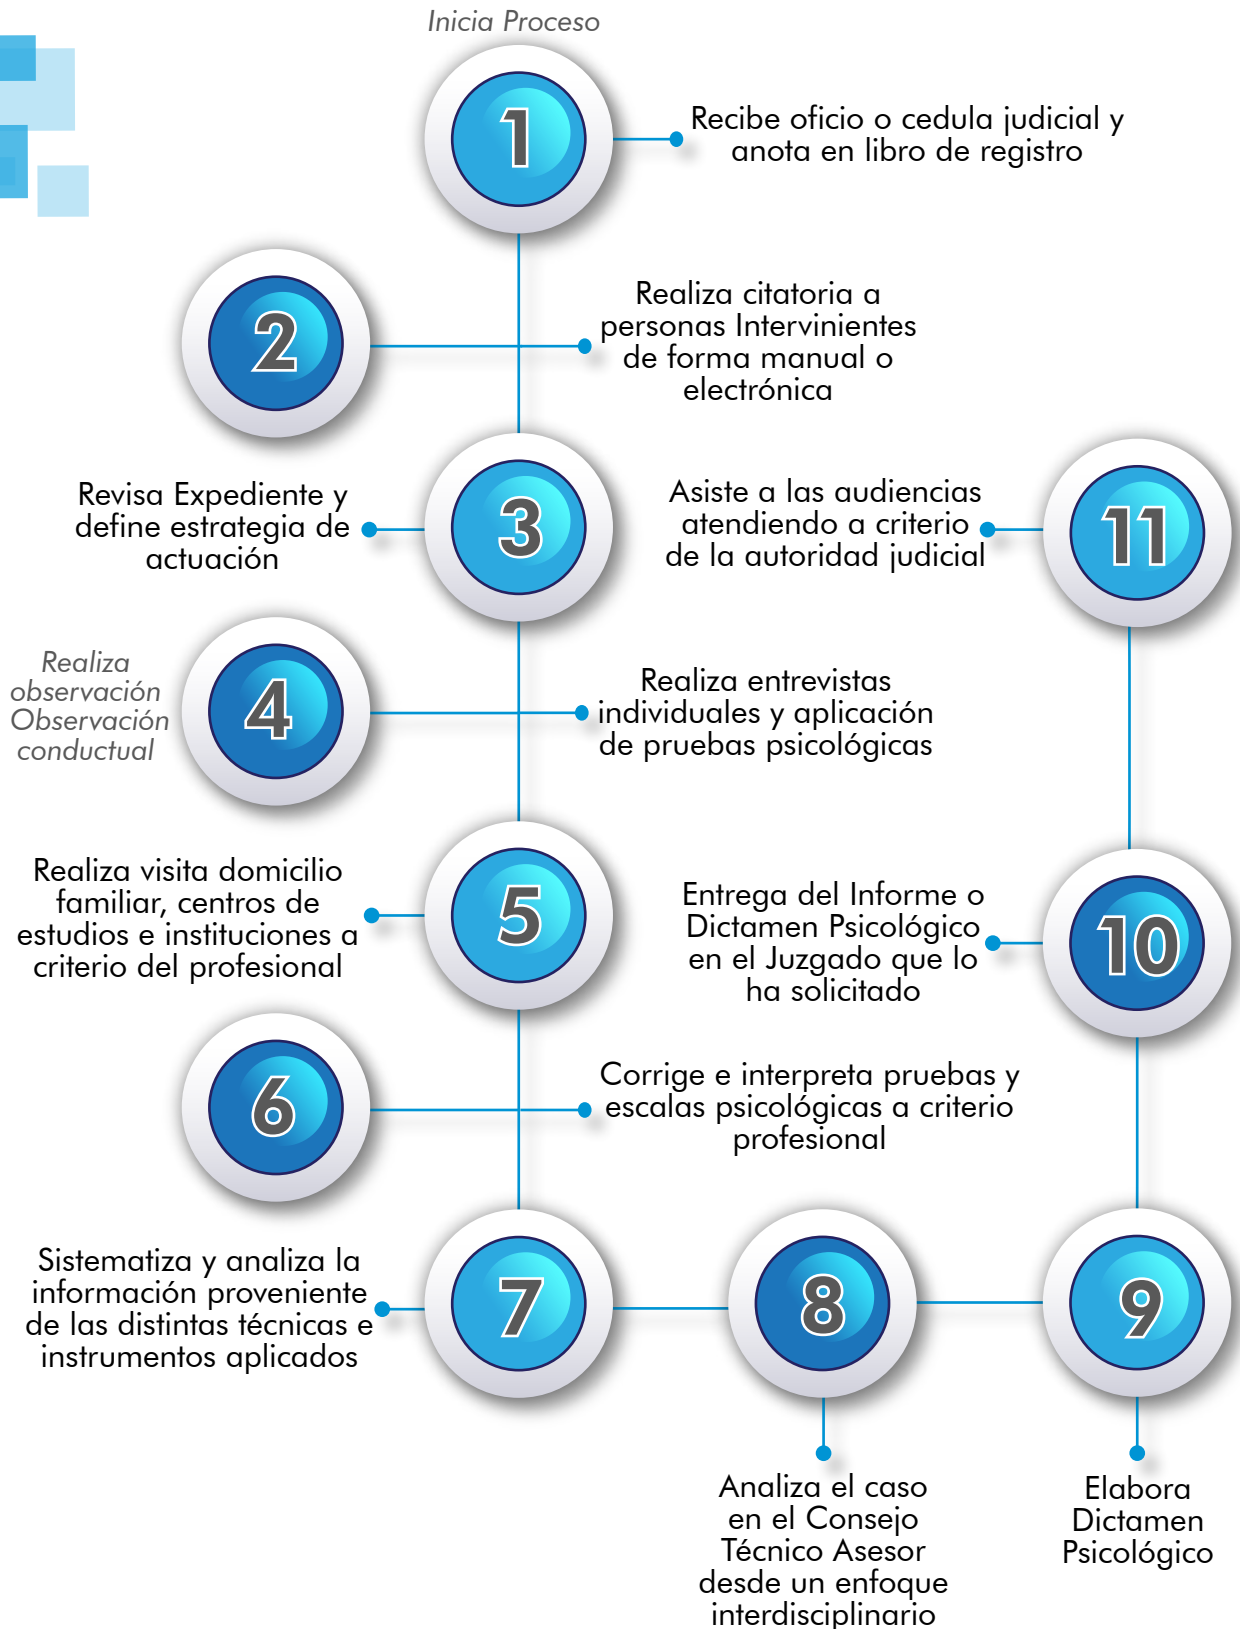 Inicia Proceso
1
Recibe oficio o cedula judicial y
anota en libro de registro
2
Realiza citatoria a
personas Intervinientes
de forma manual o
electrónica
3
Revisa Expediente y
define estrategia de
actuación
4
Realiza
observación
Observación
conductual
Realiza entrevistas
individuales y aplicación
de pruebas psicológicas
5
Realiza visita domicilio
familiar, centros de
estudios e instituciones a
criterio del profesional
6
Corrige e interpreta pruebas y
escalas psicológicas a criterio
profesional
7
Sistematiza y analiza la
información proveniente
de las distintas técnicas e
instrumentos aplicados
8
Analiza el caso
en el Consejo
Técnico Asesor
desde un enfoque
interdisciplinario
9
Elabora
Dictamen
Psicológico
10
Entrega del Informe o
Dictamen Psicológico
en el Juzgado que lo
ha solicitado
11
Asiste a las audiencias
atendiendo a criterio
de la autoridad judicial